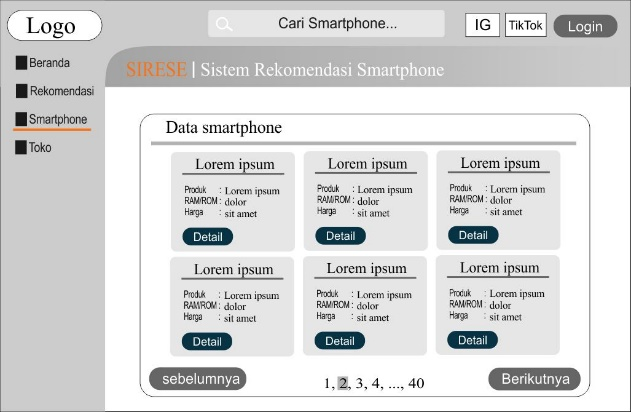 Logo
Cari Smartphone...
IG
TikTok
Login
Beranda
Rekomendasi
Smartphone
Toko
SIRESE | Sistem Rekomendasi Smartphone
Data smartphone
Lorem ipsum
Produk : Lorem ipsum
RAM/ROM : dolor
Harga : sit amet
Detail
Lorem ipsum
Produk : Lorem ipsum
RAM/ROM : dolor
Harga : sit amet
Detail
Lorem ipsum
Produk : Lorem ipsum
RAM/ROM : dolor
Harga : sit amet
Detail
Lorem ipsum
Produk : Lorem ipsum
RAM/ROM : dolor
Harga : sit amet
Detail
Lorem ipsum
Produk : Lorem ipsum
RAM/ROM : dolor
Harga : sit amet
Detail
Lorem ipsum
Produk : Lorem ipsum
RAM/ROM : dolor
Harga : sit amet
Detail
sebelumnya
1, 2, 3, 4, ..., 40
Berikutnya